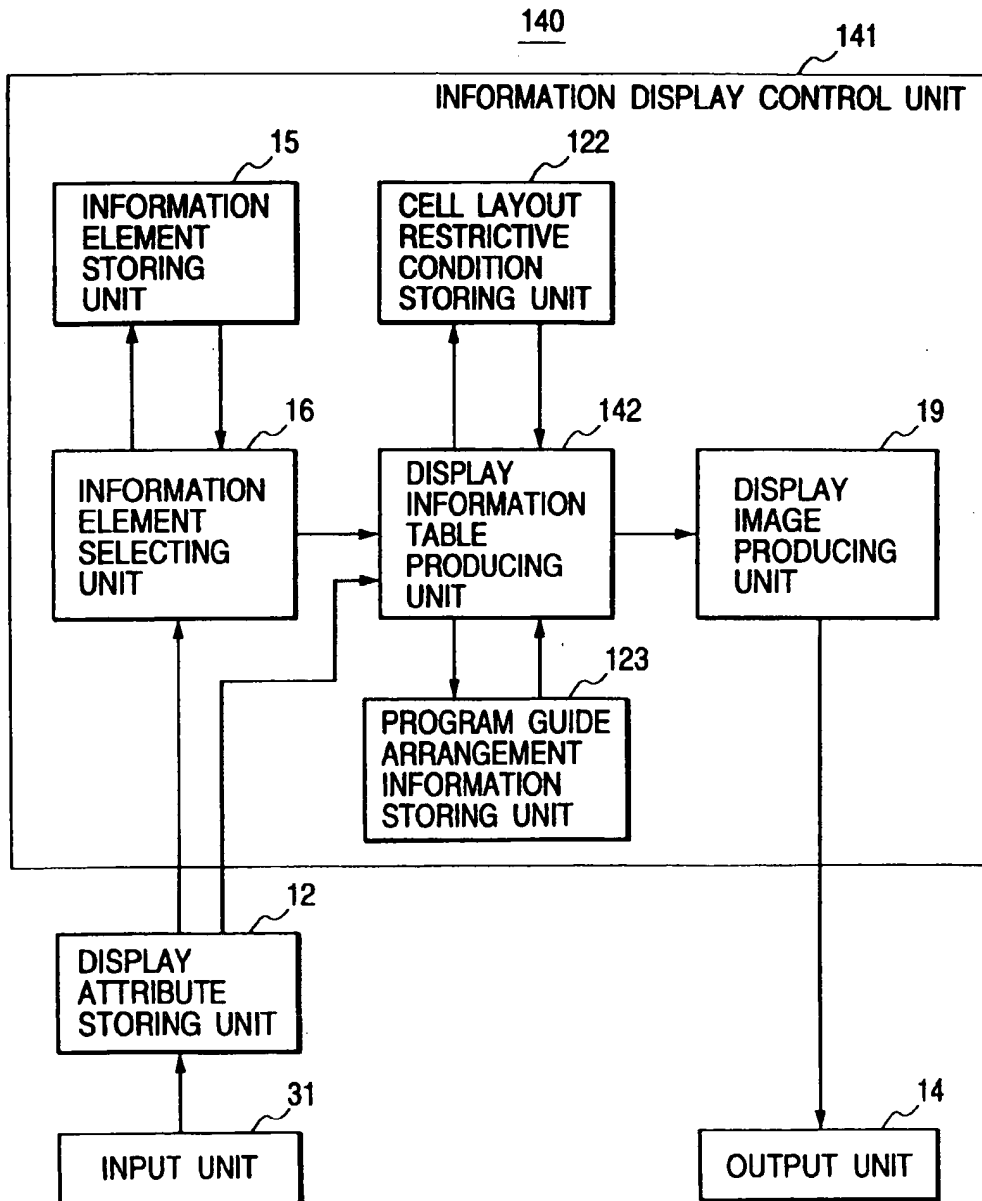 140
141
INFORMATION DISPLAY CONTROL UNIT
15
INFORMATION
ELEMENT
STORING
UNIT
122
CELL LAYOUT
RESTRICTIVE
CONDITION
STORING UNIT
16
INFORMATION
ELEMENT
SELECTING
UNIT
142
DISPLAY
INFORMATION
TABLE
PRODUCING
UNIT
19
DISPLAY
IMAGE
PRODUCING
UNIT
123
PROGRAM GUIDE
ARRANGEMENT
INFORMATION
STORING UNIT
12
DISPLAY
ATTRIBUTE
STORING UNIT
31
INPUT UNIT
14
OUTPUT UNIT